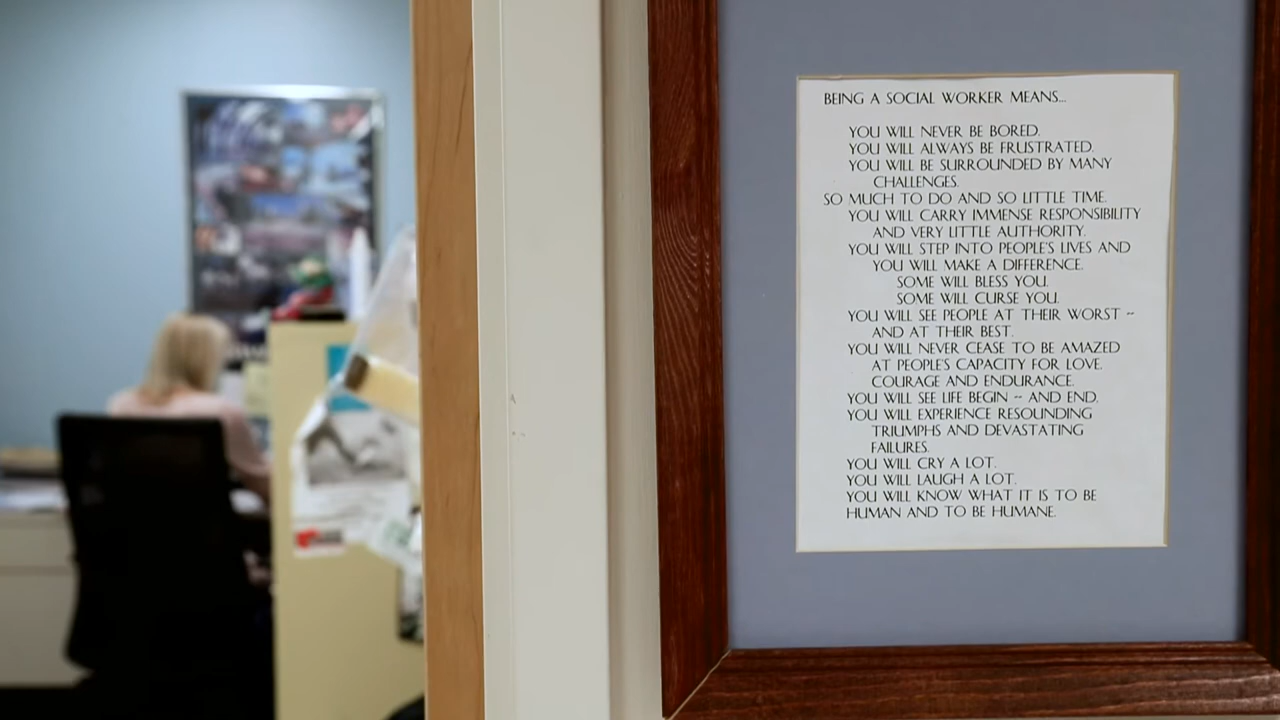 BEING A SOCIAL WORKER MEANS...
YOU WILL NEVER BE BORED.
YOU WILL ALWAYS BE FRUSTRATED.
YOU WILL BE SURROUNDED BY MANY
CHALLENGES.
SO MUCH TO DO AND SO LITTLE TIME.
YOU WILL CARRY IMMENSE RESPONSIBILITY
AND VERY LITTLE AUTHORITY.
YOU WILL STEP INTO PEOPLE'S LIVES AND
YOU WILL MAKE A DIFFERENCE.
SOME WILL BLESS YOU.
SOME WILL CURSE YOU.
YOU WILL SEE PEOPLE AT THEIR WORST ~
AND AT THEIR BEST.
YOU WILL NEVER CEASE TO BE AMAZED
AT PEOPLE'S CAPACITY FOR LOVE.
COURAGE AND ENDURANCE.
YOU WILL SEE LIFE BEGIN ~ AND END.
YOU WILL EXPERIENCE RESOUNDING
TRIUMPHS AND DEVASTATING
FAILURES.
YOU WILL CRY A LOT.
YOU WILL LAUGH A LOT.
YOU WILL KNOW WHAT IT IS TO BE
HUMAN AND TO BE HUMANE.